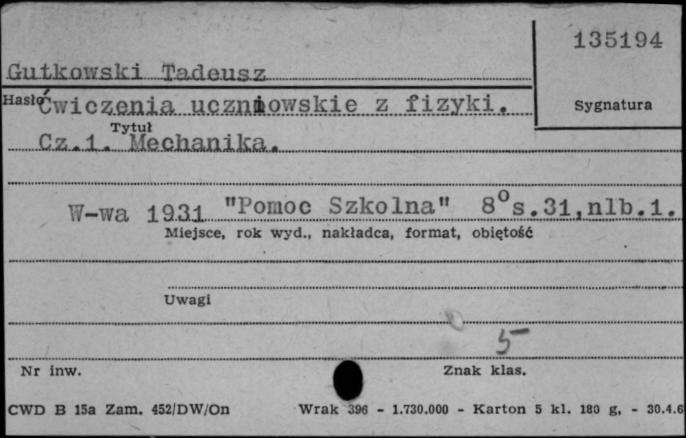 135194
Gutkowski Tadeusz
Hasło
Ćwiczenia uczniowskie z fizyki.
Sygnatura
Tytuł
Cz.1. Mechanika.
W-wa 1931 "Pomoc Szkolna" 8⁰s.31,nlb.1.
Miejsce, rok wyd., nakładca, format, obiętość
Uwagi
5
Nr inw.
Znak klas.
CWD B 15a Zam. 452/DW/On Wrak 396 - 1.730.000 - Karton 5 kl. 180 g, - 30.4.6